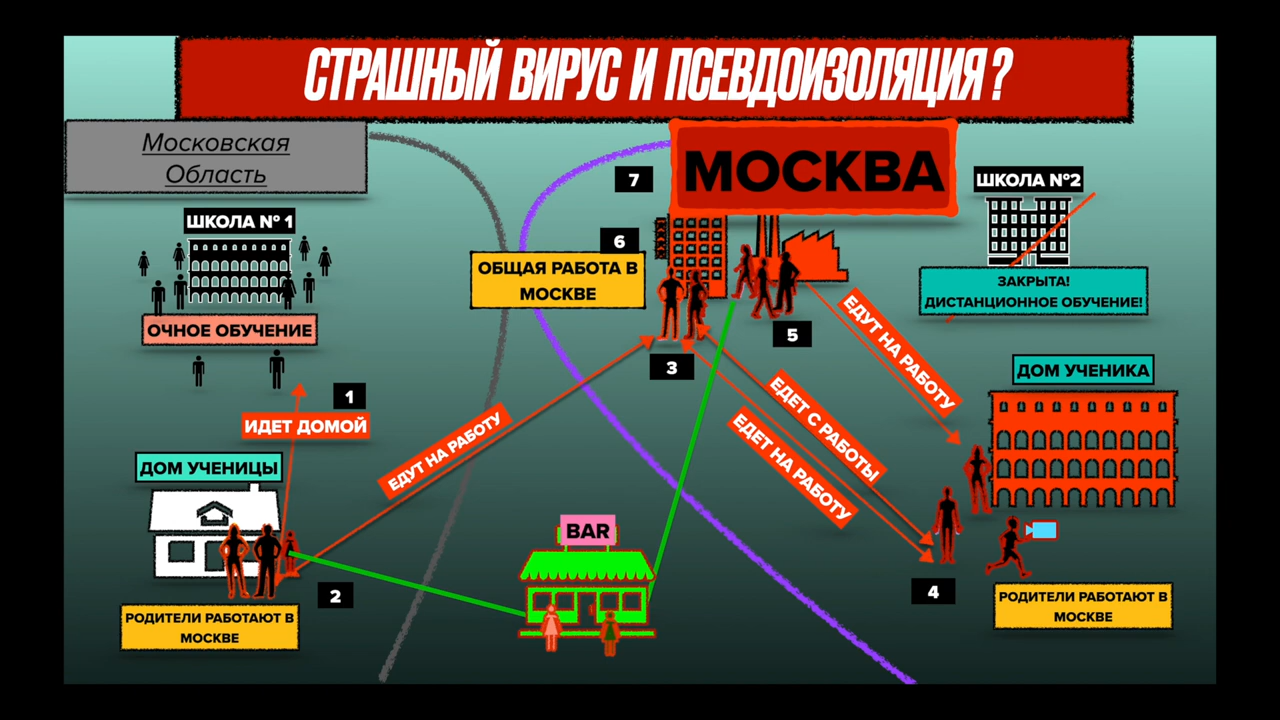 СТРАШНЫЙ ВИРУС И ПСЕВДОИЗОЛЯЦИЯ?
Московская
Область
МОСКВА
7
ШКОЛА №2
ШКОЛА № 1
6
ОБЩАЯ РАБОТА В
МОСКВЕ
ЗАКРЫТА!
ДИСТАНЦИОННОЕ ОБУЧЕНИЕ!
ОЧНОЕ ОБУЧЕНИЕ
5
ЕДУТ НА РАБОТУ
3
ДОМ УЧЕНИКА
1
ИДЕТ ДОМОЙ
ЕДЕТ С РАБОТЫ
ЕДУТ НА РАБОТУ
ЕДЕТ НА РАБОТУ
ДОМ УЧЕНИЦЫ
BAR
2
4
РОДИТЕЛИ РАБОТАЮТ В
МОСКВЕ
РОДИТЕЛИ РАБОТАЮТ В
МОСКВЕ